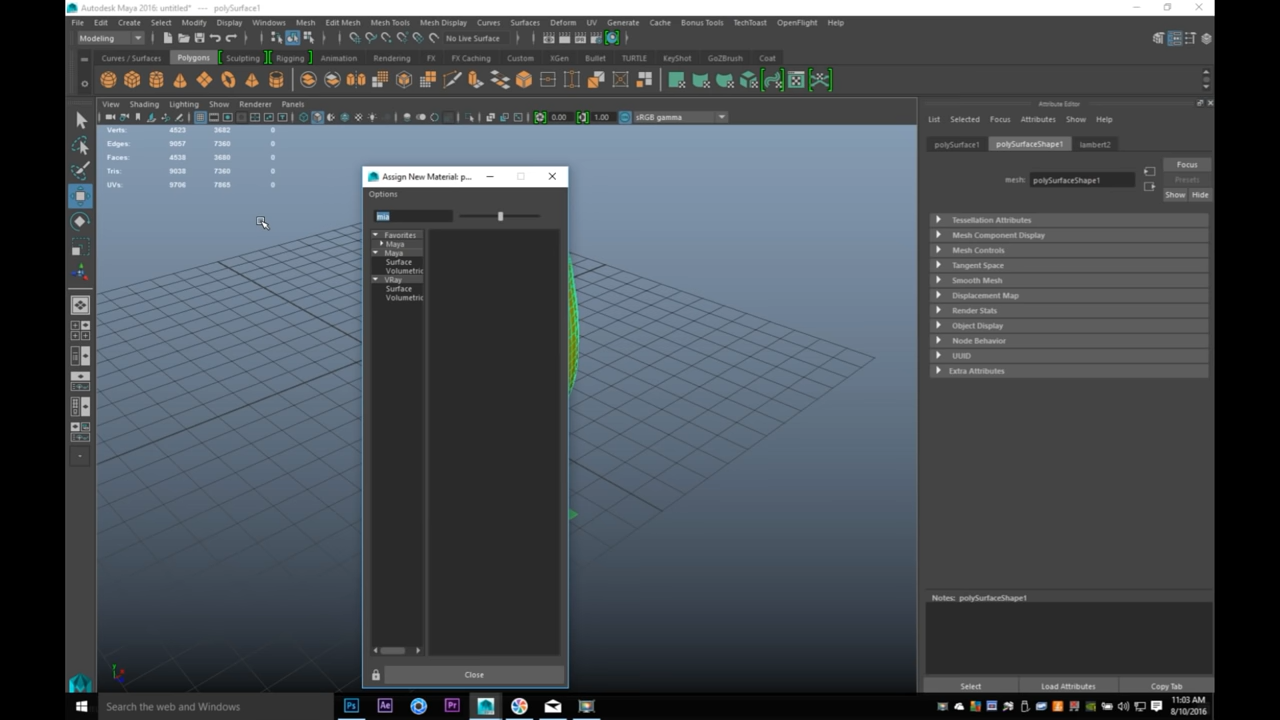 Autodesk Maya 2016: untitled* --- polySurface1
File Edit Create Select Modify Display Windows Mesh Edit Mesh Mesh Tools Mesh Display Curves Surfaces Deform UV Generate Cache Bonus Tools TechToast OpenFlight Help
Modeling No Live Surface
Curves / Surfaces Polygons Sculpting Rigging Animation Rendering FX FX Caching Custom XGen Bullet TURTLE KeyShot GoZBrush Coat
View Shading Lighting Show Renderer Panels
0.00 1.00 sRGB gamma
Verts: 4523 3682 0
Edges: 9057 7360 0
Faces: 4538 3680 0
Tris: 9038 7360 0
UVs: 9706 7865 0
Assign New Material: p...
Options
mia
Favorites
Maya
Maya
Surface
Volumetric
VRay
Surface
Volumetric
Close
Attribute Editor
List Selected Focus Attributes Show Help
polySurface1 polySurfaceShape1 lambert2
Focus
mesh: polySurfaceShape1 Presets
Show Hide
Tessellation Attributes
Mesh Component Display
Mesh Controls
Tangent Space
Smooth Mesh
Displacement Map
Render Stats
Object Display
Node Behavior
UUID
Extra Attributes
Notes: polySurfaceShape1
Select Load Attributes Copy Tab
Search the web and Windows
Ps Ae Pr
11:03 AM
8/10/2016